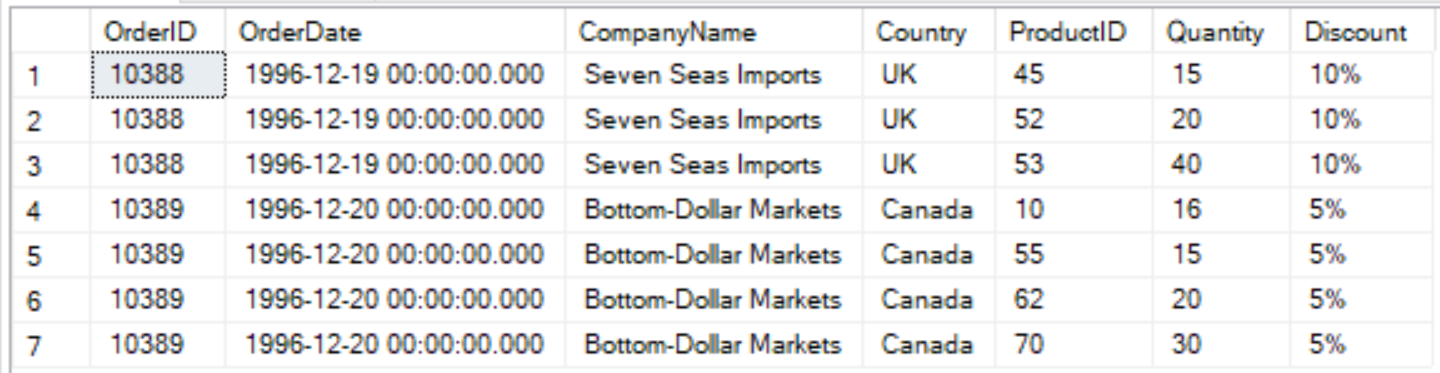 OrderID OrderDate CompanyName Country ProductID Quantity Discount
1 10388 1996-12-19 00:00:00.000 Seven Seas Imports UK 45 15 10%
2 10388 1996-12-19 00:00:00.000 Seven Seas Imports UK 52 20 10%
3 10388 1996-12-19 00:00:00.000 Seven Seas Imports UK 53 40 10%
4 10389 1996-12-20 00:00:00.000 Bottom-Dollar Markets Canada 10 16 5%
5 10389 1996-12-20 00:00:00.000 Bottom-Dollar Markets Canada 55 15 5%
6 10389 1996-12-20 00:00:00.000 Bottom-Dollar Markets Canada 62 20 5%
7 10389 1996-12-20 00:00:00.000 Bottom-Dollar Markets Canada 70 30 5%